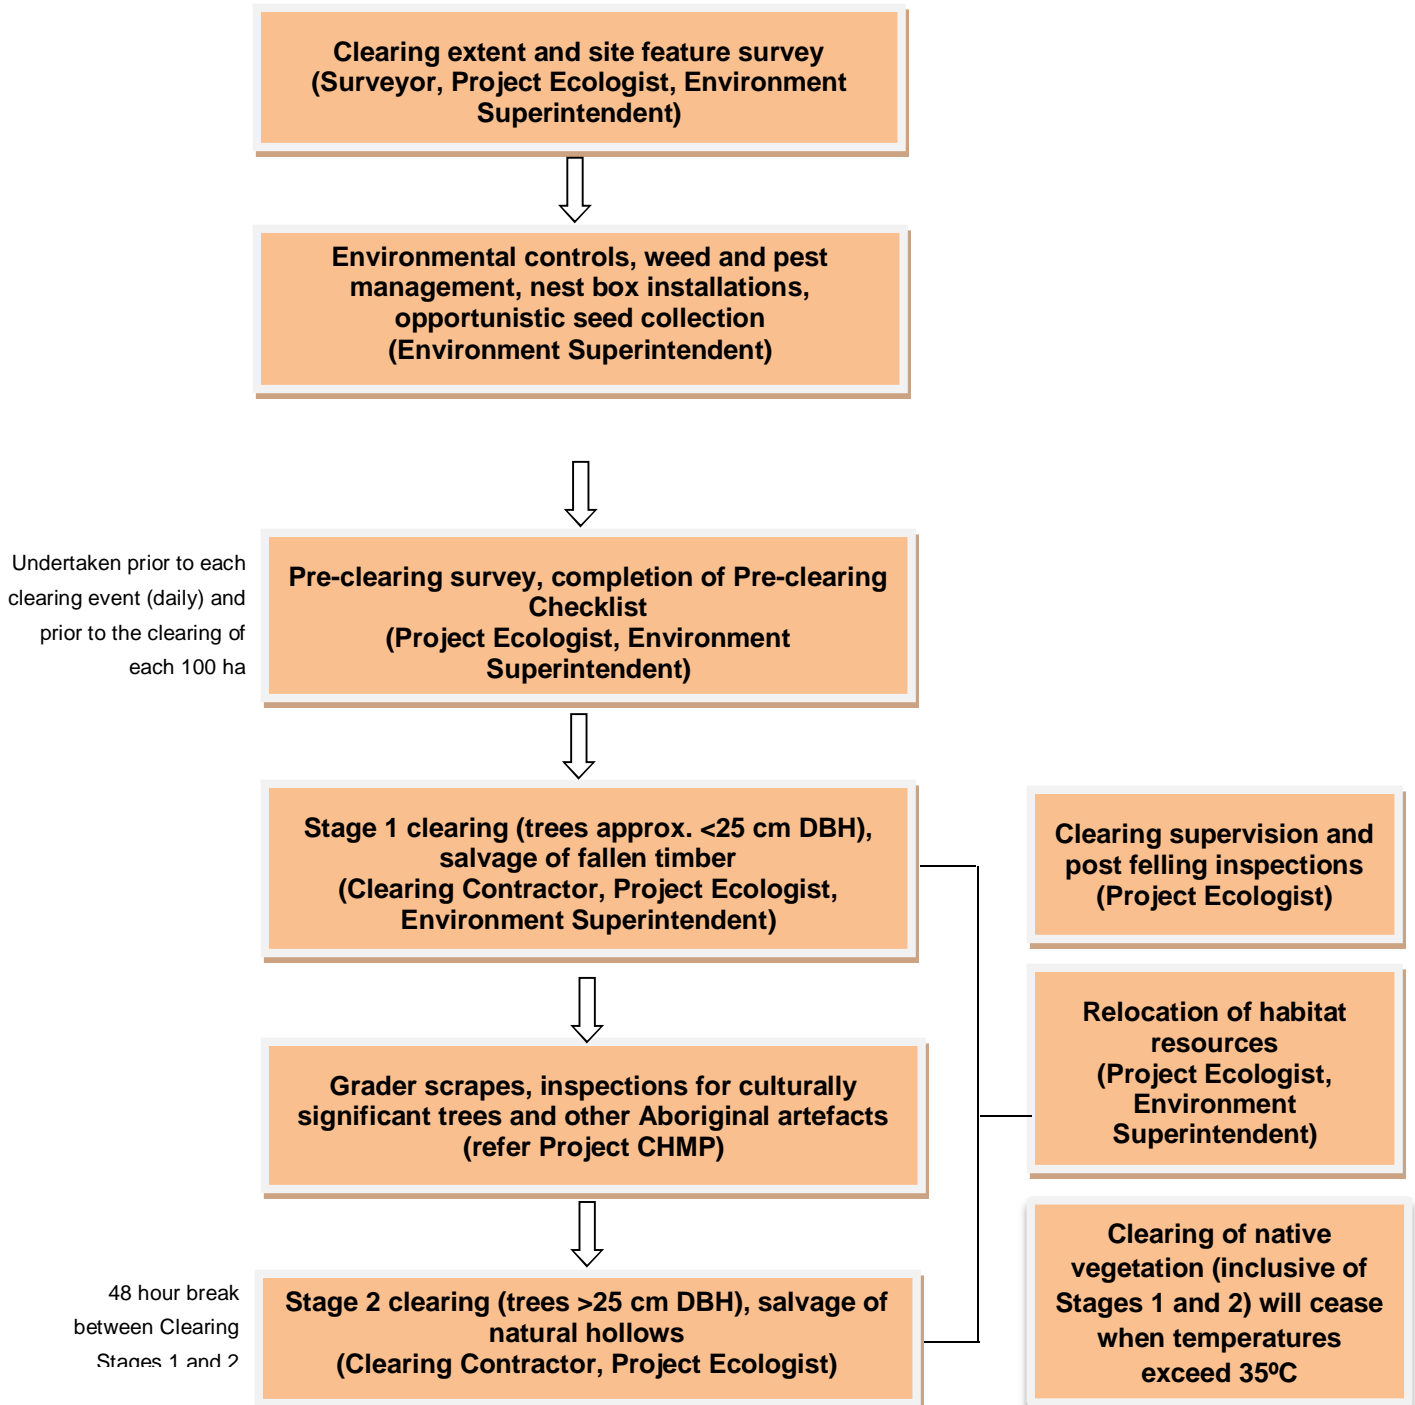 Clearing extent and site feature survey
(Surveyor, Project Ecologist, Environment
Superintendent)
Environmental controls, weed and pest
management, nest box installations,
opportunistic seed collection
(Environment Superintendent)
Undertaken prior to each
clearing event (daily) and
prior to the clearing of
each 100 ha
Pre-clearing survey, completion of Pre-clearing
Checklist
(Project Ecologist, Environment
Superintendent)
Stage 1 clearing (trees approx. <25 cm DBH),
salvage of fallen timber
(Clearing Contractor, Project Ecologist,
Environment Superintendent)
Clearing supervision and
post felling inspections
(Project Ecologist)
Relocation of habitat
resources
(Project Ecologist,
Environment
Superintendent)
Grader scrapes, inspections for culturally
significant trees and other Aboriginal artefacts
(refer Project CHMP)
48 hour break
between Clearing
Stages 1 and 2
Stage 2 clearing (trees >25 cm DBH), salvage of
natural hollows
(Clearing Contractor, Project Ecologist)
Clearing of native
vegetation (inclusive of
Stages 1 and 2) will cease
when temperatures
exceed 35ºC